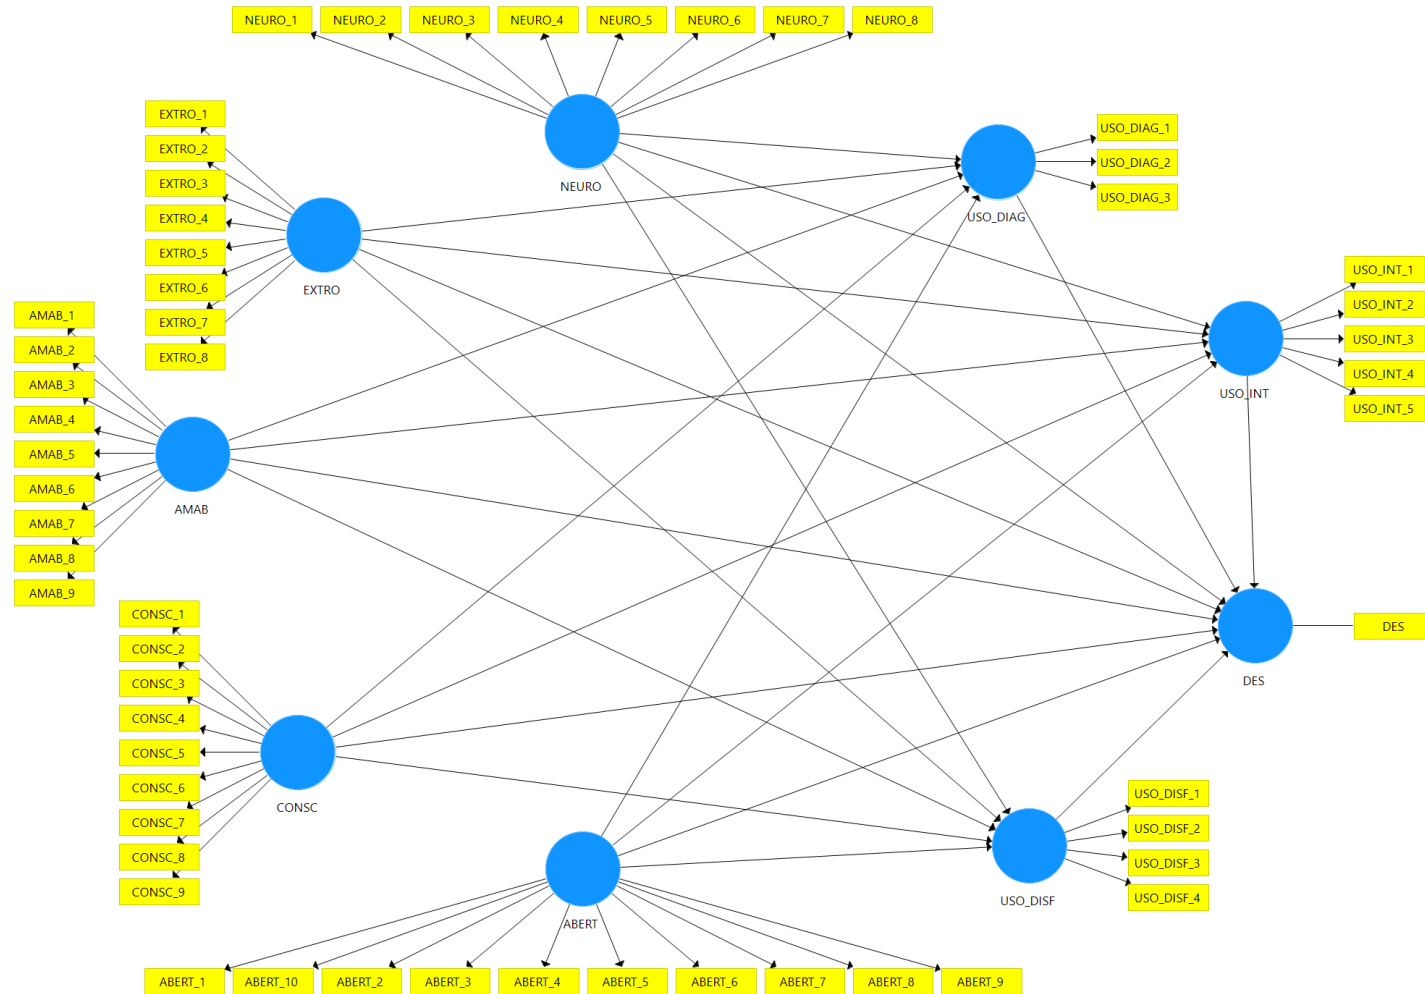 NEURO_1
NEURO_2
NEURO_3
NEURO_4
NEURO_5
NEURO_6
NEURO_7
NEURO_8
NEURO
EXTRO_1
EXTRO_2
EXTRO_3
EXTRO_4
EXTRO_5
EXTRO_6
EXTRO_7
EXTRO_8
EXTRO
USO_DIAG_1
USO_DIAG_2
USO_DIAG_3
USO_DIAG
USO_INT_1
USO_INT_2
USO_INT_3
USO_INT_4
USO_INT_5
USO_INT
AMAB_1
AMAB_2
AMAB_3
AMAB_4
AMAB_5
AMAB_6
AMAB_7
AMAB_8
AMAB_9
AMAB
CONSC_1
CONSC_2
CONSC_3
CONSC_4
CONSC_5
CONSC_6
CONSC_7
CONSC_8
CONSC_9
CONSC
DES
DES
USO_DISF_1
USO_DISF_2
USO_DISF_3
USO_DISF_4
USO_DISF
ABERT
ABERT_1
ABERT_10
ABERT_2
ABERT_3
ABERT_4
ABERT_5
ABERT_6
ABERT_7
ABERT_8
ABERT_9